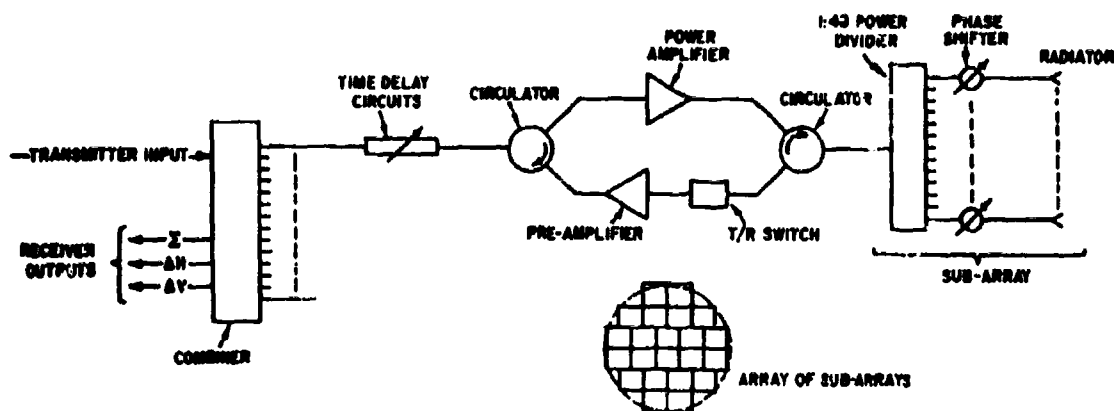 1:40 POWER DIVIDER
PHASE SHIFTER
RADIATOR
POWER AMPLIFIER
TIME DELAY CIRCUITS
CIRCULATOR
CIRCULATOR
TRANSMITTER INPUT
RECEIVER OUTPUTS
Σ
ΔH
ΔV
PRE-AMPLIFIER
T/R SWITCH
SUB-ARRAY
COMBINER
ARRAY OF SUB-ARRAYS